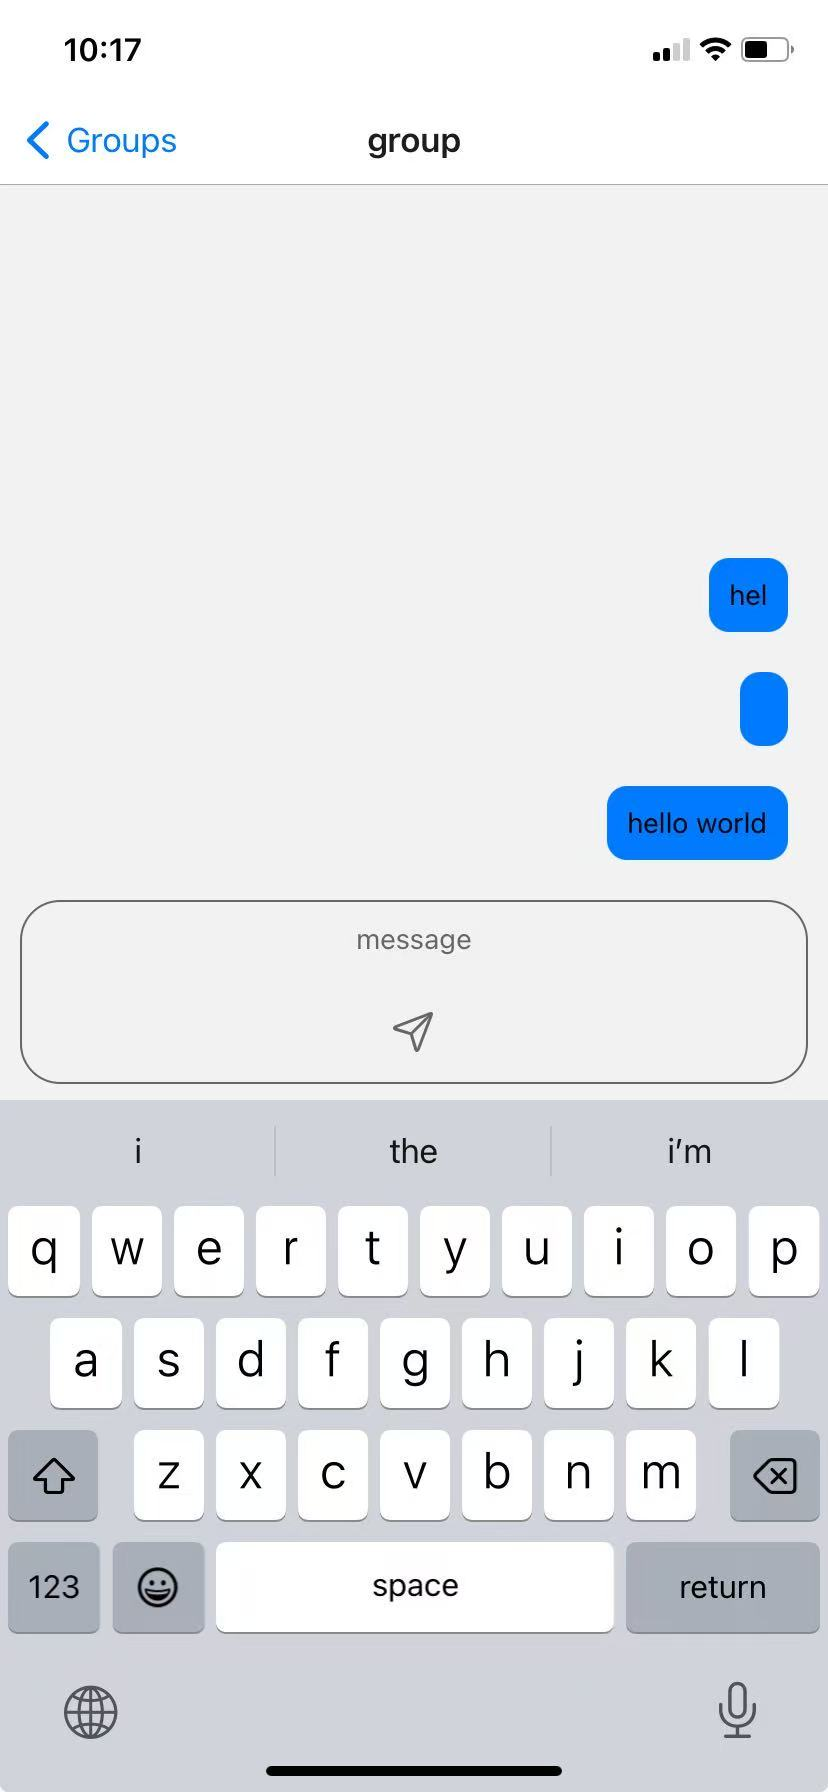 10:17
Groups
group
hel
hello world
message
i the i’m
q w e r t y u i o p
a s d f g h j k l
z x c v b n m
123 space return